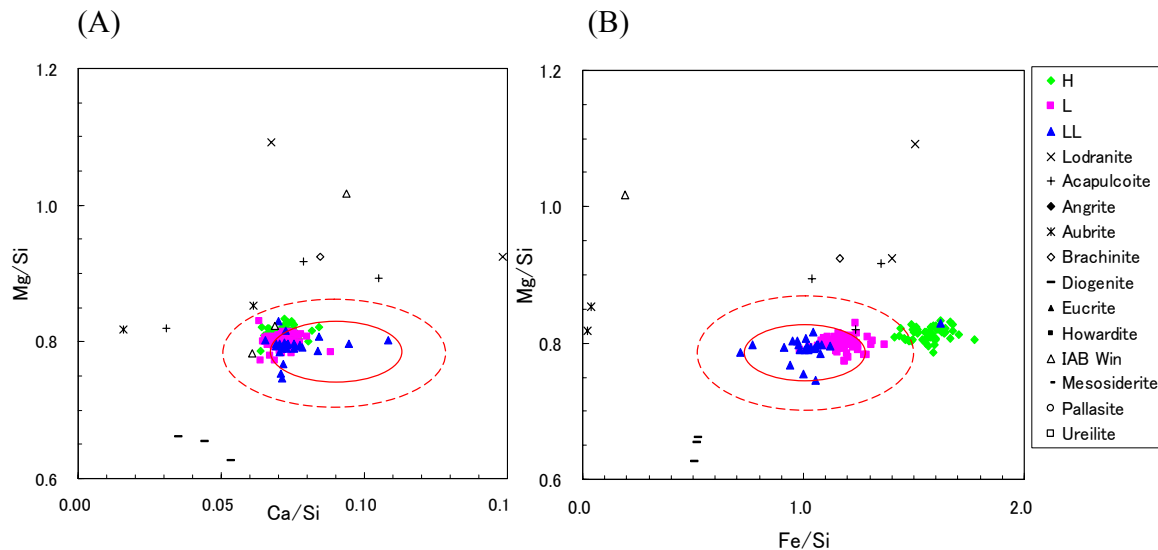 (A)
(B)
1.2
1.0
0.8
0.6
Mg/Si
0.00
0.05
0.10
0.1
Ca/Si
1.2
1.0
0.8
0.6
Mg/Si
0.0
1.0
2.0
Fe/Si
H
L
LL
Lodranite
Acapulcoite
Angrite
Aubrite
Brachinite
Diogenite
Eucrite
Howardite
IAB Win
Mesosiderite
Pallasite
Ureilite